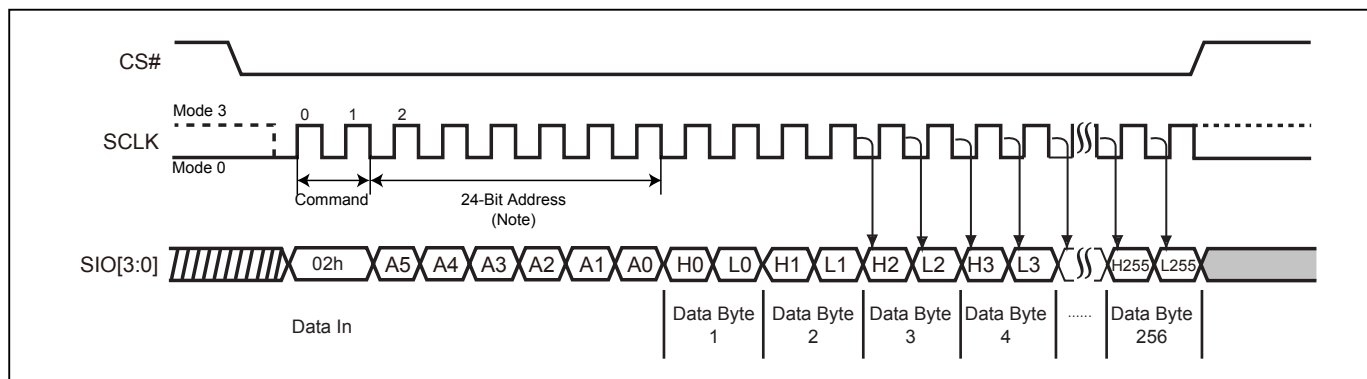 CS#
Mode 3
0 1 2
SCLK
Mode 0
Command
24-Bit Address
(Note)
SIO[3:0]
02h A5 A4 A3 A2 A1 A0 H0 L0 H1 L1 H2 L2 H3 L3 H255 L255
Data In
Data Byte
1
Data Byte
2
Data Byte
3
Data Byte
4
......
Data Byte
256